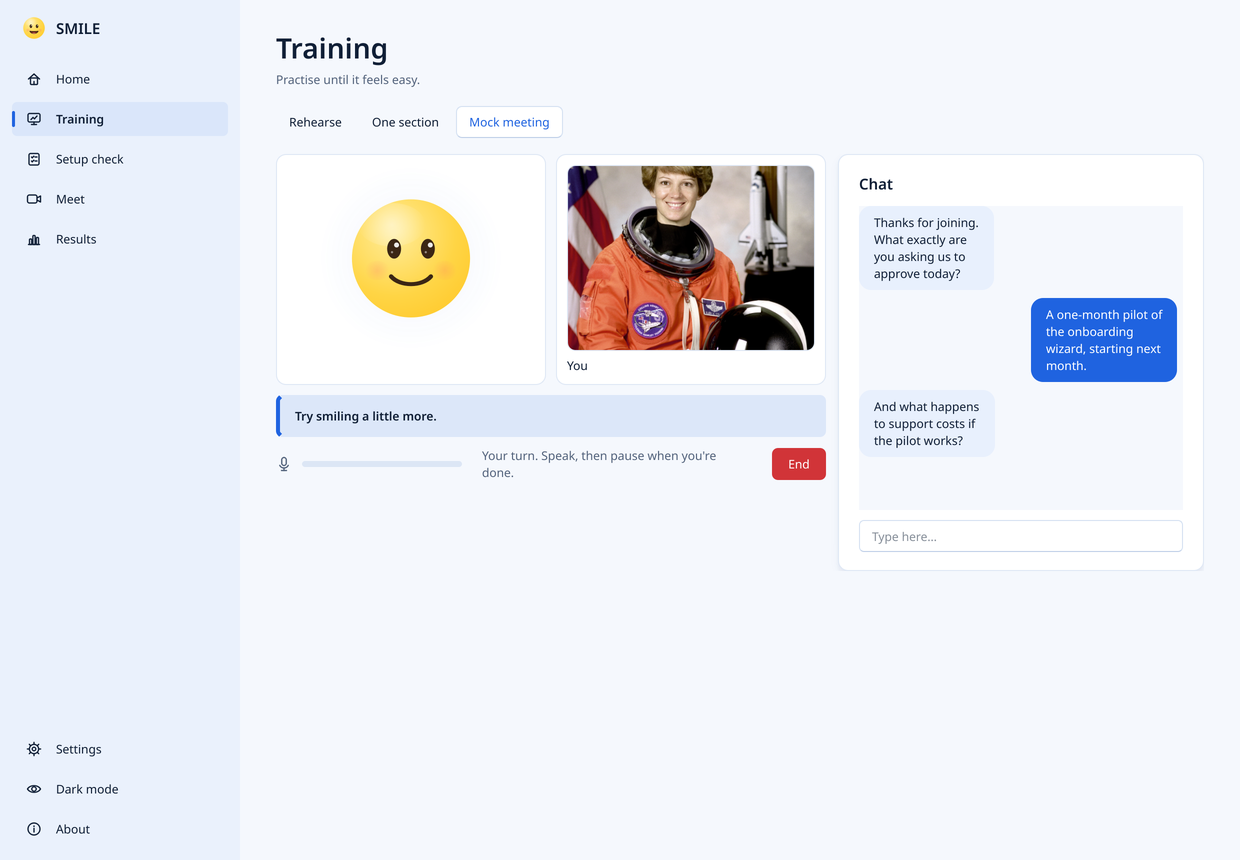 SMILE
Home
Training
Setup check
Meet
Results
Settings
Dark mode
About
Training
Practise until it feels easy.
Rehearse
One section
Mock meeting
You
Try smiling a little more.
Your turn. Speak, then pause when you're
done.
End
Chat
Thanks for joining.
What exactly are
you asking us to
approve today?
A one-month pilot of
the onboarding
wizard, starting next
month.
And what happens
to support costs if
the pilot works?
Type here...